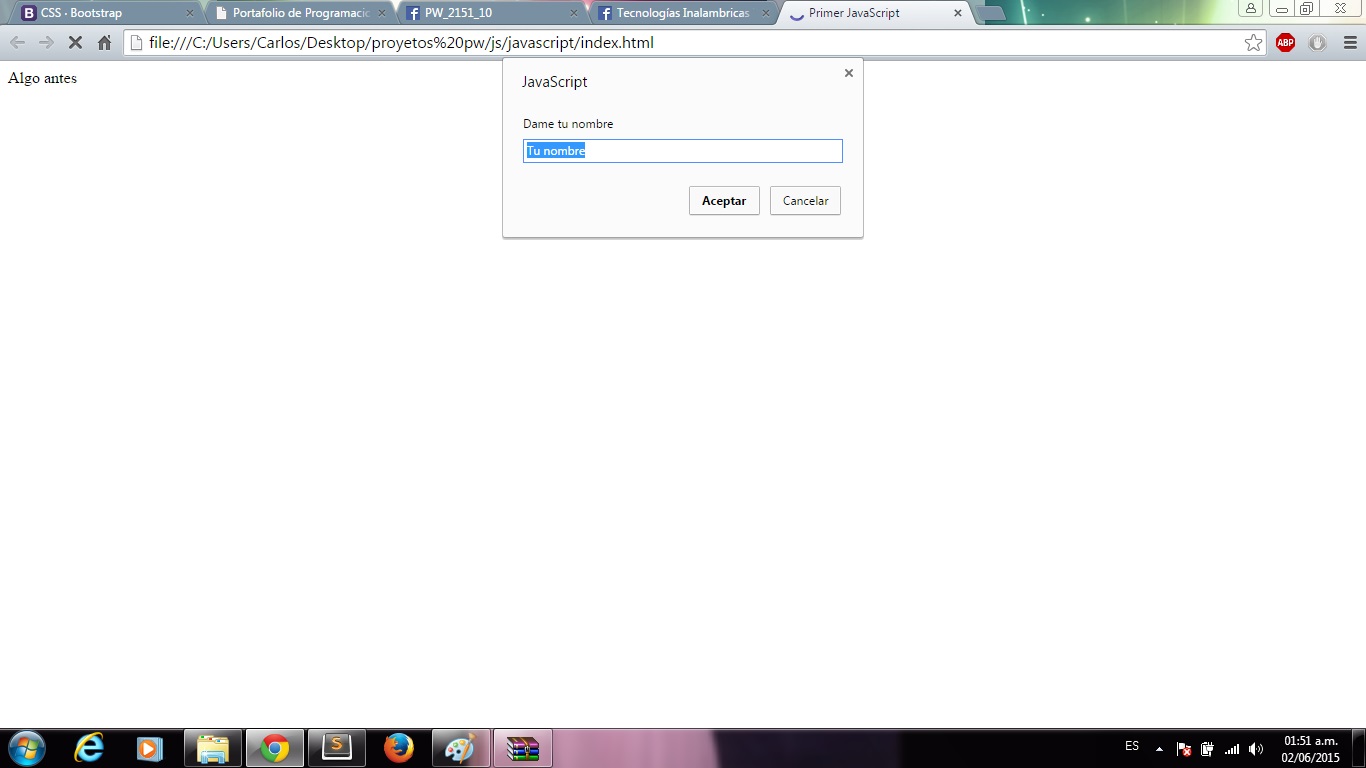 CSS · Bootstrap
Portafolio de Programacio
PW_2151_10
Tecnologías Inalambricas
Primer JavaScript
file:///C:/Users/Carlos/Desktop/proyetos%20pw/js/javascript/index.html
ABP
Algo antes
JavaScript
Dame tu nombre
Tu nombre
Aceptar
Cancelar
ES
01:51 a.m.
02/06/2015